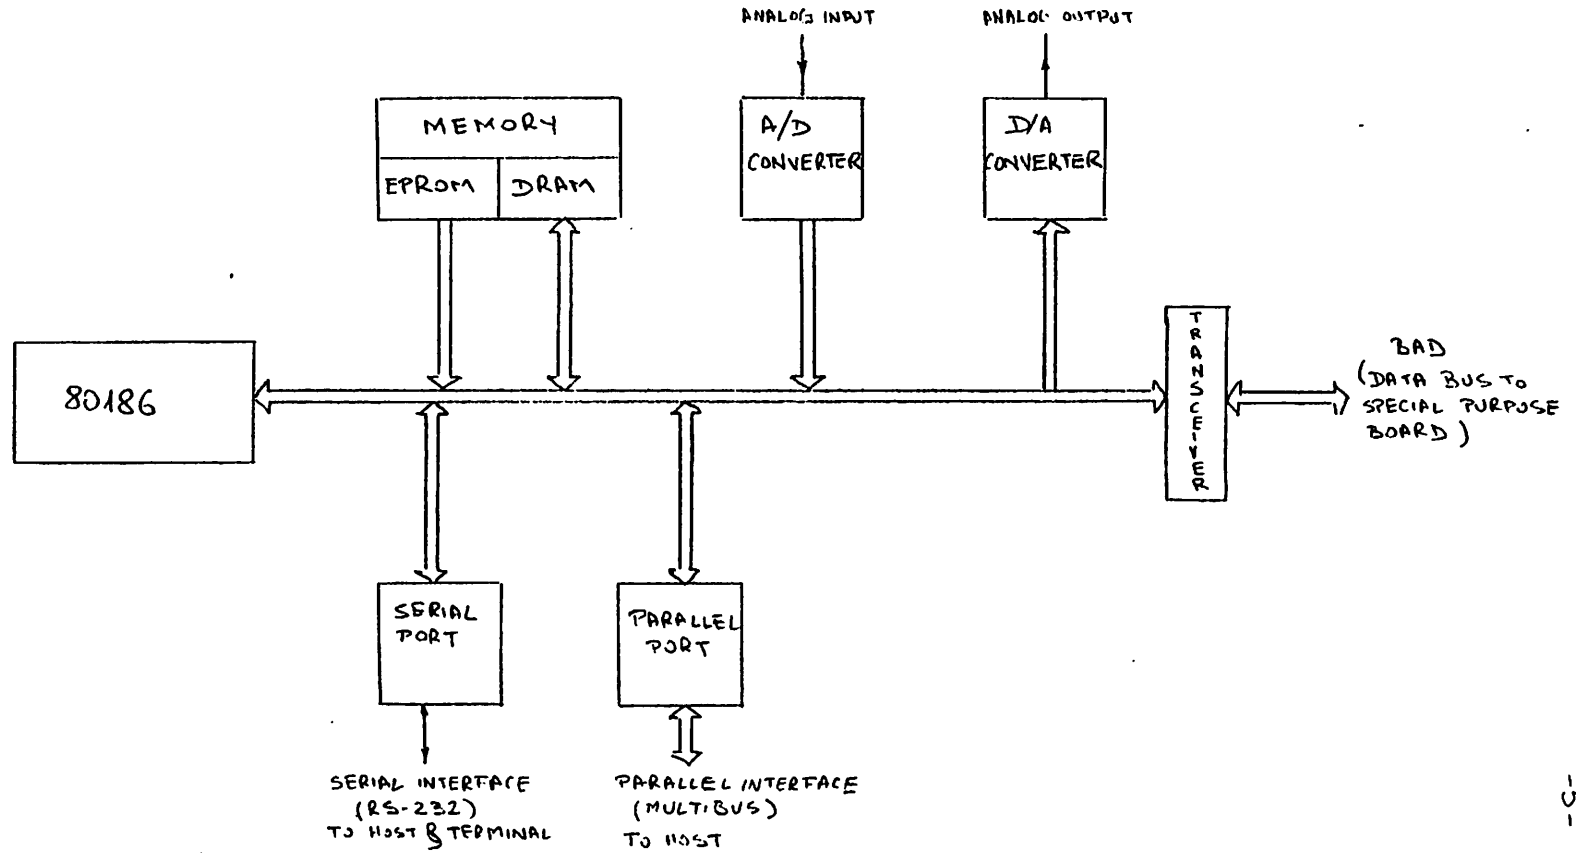 ANALOG INPUT
ANALOG OUTPUT
MEMORY
EPROM
DRAM
A/D
CONVERTER
D/A
CONVERTER
80186
TRANSCEIVER
BAD
(DATA BUS TO
SPECIAL PURPOSE
BOARD)
SERIAL
PORT
PARALLEL
PORT
SERIAL INTERFACE
(RS-232)
TO HOST & TERMINAL
PARALLEL INTERFACE
(MULTIBUS)
TO HOST